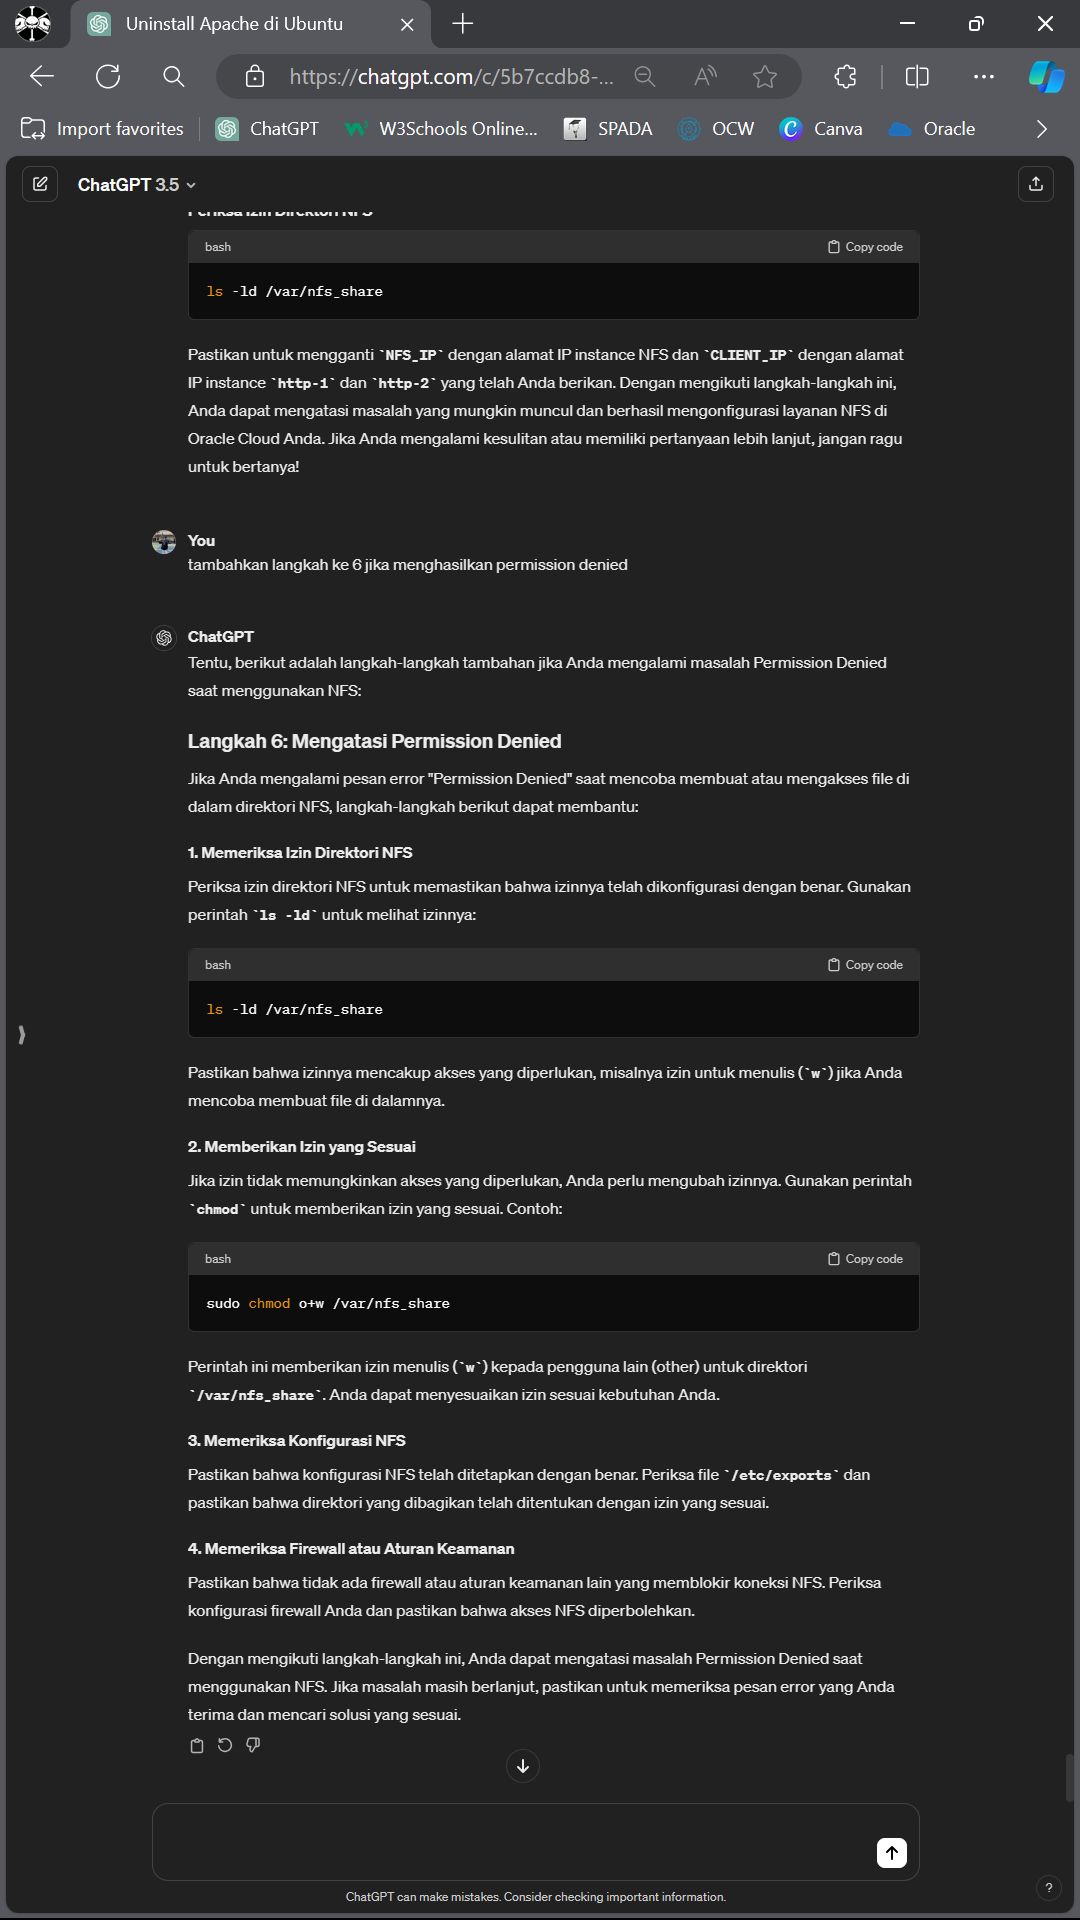 Uninstall Apache di Ubuntu
https://chatgpt.com/c/5b7ccdb8-...
Import favorites
ChatGPT
W3Schools Online...
SPADA
OCW
Canva
Oracle
ChatGPT 3.5
Periksa Izin Direktori NFS
bash
Copy code
ls -ld /var/nfs_share
Pastikan untuk mengganti `NFS_IP` dengan alamat IP instance NFS dan `CLIENT_IP` dengan alamat
IP instance `http-1` dan `http-2` yang telah Anda berikan. Dengan mengikuti langkah-langkah ini,
Anda dapat mengatasi masalah yang mungkin muncul dan berhasil mengonfigurasi layanan NFS di
Oracle Cloud Anda. Jika Anda mengalami kesulitan atau memiliki pertanyaan lebih lanjut, jangan ragu
untuk bertanya!
You
tambahkan langkah ke 6 jika menghasilkan permission denied
ChatGPT
Tentu, berikut adalah langkah-langkah tambahan jika Anda mengalami masalah Permission Denied
saat menggunakan NFS:
Langkah 6: Mengatasi Permission Denied
Jika Anda mengalami pesan error "Permission Denied" saat mencoba membuat atau mengakses file di
dalam direktori NFS, langkah-langkah berikut dapat membantu:
1. Memeriksa Izin Direktori NFS
Periksa izin direktori NFS untuk memastikan bahwa izinnya telah dikonfigurasi dengan benar. Gunakan
perintah `ls -ld` untuk melihat izinnya:
bash
Copy code
ls -ld /var/nfs_share
Pastikan bahwa izinnya mencakup akses yang diperlukan, misalnya izin untuk menulis (`w`) jika Anda
mencoba membuat file di dalamnya.
2. Memberikan Izin yang Sesuai
Jika izin tidak memungkinkan akses yang diperlukan, Anda perlu mengubah izinnya. Gunakan perintah
`chmod` untuk memberikan izin yang sesuai. Contoh:
bash
Copy code
sudo chmod o+w /var/nfs_share
Perintah ini memberikan izin menulis (`w`) kepada pengguna lain (other) untuk direktori
`/var/nfs_share`. Anda dapat menyesuaikan izin sesuai kebutuhan Anda.
3. Memeriksa Konfigurasi NFS
Pastikan bahwa konfigurasi NFS telah ditetapkan dengan benar. Periksa file `/etc/exports` dan
pastikan bahwa direktori yang dibagikan telah ditentukan dengan izin yang sesuai.
4. Memeriksa Firewall atau Aturan Keamanan
Pastikan bahwa tidak ada firewall atau aturan keamanan lain yang memblokir koneksi NFS. Periksa
konfigurasi firewall Anda dan pastikan bahwa akses NFS diperbolehkan.
Dengan mengikuti langkah-langkah ini, Anda dapat mengatasi masalah Permission Denied saat
menggunakan NFS. Jika masalah masih berlanjut, pastikan untuk memeriksa pesan error yang Anda
terima dan mencari solusi yang sesuai.
ChatGPT can make mistakes. Consider checking important information.
?